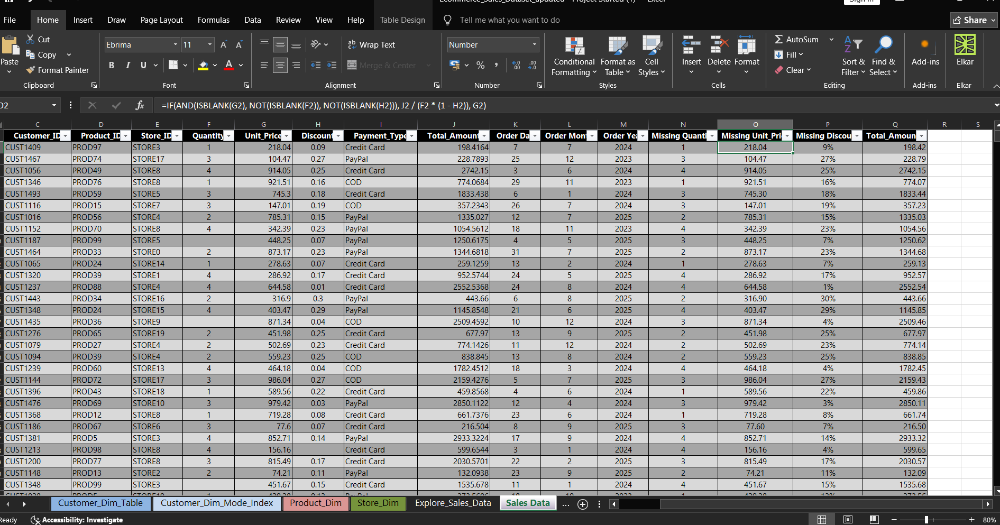 File Home Insert Draw Page Layout Formulas Data Review View Help Table Design Tell me what you want to do Share
Paste Cut Copy Format Painter Clipboard
Ebrima 11 B I U A Font
Wrap Text Merge & Center Alignment
Number % Number
Conditional Formatting Format as Table Cell Styles Styles
Insert Delete Format Cells
AutoSum Fill Clear Sort & Filter Find & Select Editing
Add-ins Add-ins
Elkar Elkar
fx =IF(AND(ISBLANK(G2), NOT(ISBLANK(F2)), NOT(ISBLANK(H2))), J2 / (F2 * (1 - H2)), G2)
C D E F G H I J K L M N O P Q R S
Customer_ID Product_ID Store_ID Quantity Unit_Price Discount Payment_Type Total_Amount Order Da Order Mon Order Ye Missing Quanti Missing Unit_Pri Missing Discou Total_Amoun
CUST1409 PROD97 STORE3 1 218.04 0.09 Credit Card 198.4164 7 7 2024 1 218.04 9% 198.42
CUST1467 PROD74 STORE17 3 104.47 0.27 PayPal 228.7893 25 12 2023 3 104.47 27% 228.79
CUST1056 PROD49 STORE8 4 914.05 0.25 Credit Card 2742.15 3 6 2024 4 914.05 25% 2742.15
CUST1346 PROD76 STORE8 1 921.51 0.16 COD 774.0684 29 11 2023 1 921.51 16% 774.07
CUST1493 PROD59 STORE5 3 745.3 0.18 Credit Card 1833.438 6 1 2024 3 745.30 18% 1833.44
CUST1116 PROD15 STORE7 3 147.01 0.19 COD 357.2343 26 7 2024 3 147.01 19% 357.23
CUST1016 PROD56 STORE4 2 785.31 0.15 PayPal 1335.027 12 7 2025 2 785.31 15% 1335.03
CUST1152 PROD70 STORE8 4 342.39 0.23 PayPal 1054.5612 18 11 2023 4 342.39 23% 1054.56
CUST1187 PROD99 STORE5 448.25 0.07 PayPal 1250.6175 4 5 2025 3 448.25 7% 1250.62
CUST1464 PROD33 STORE0 2 873.17 0.23 PayPal 1344.6818 31 7 2025 2 873.17 23% 1344.68
CUST1065 PROD24 STORE14 1 278.63 0.07 Credit Card 259.1259 13 2 2024 1 278.63 7% 259.13
CUST1320 PROD39 STORE1 4 286.92 0.17 Credit Card 952.5744 24 5 2025 4 286.92 17% 952.57
CUST1237 PROD88 STORE4 4 644.58 0.01 Credit Card 2552.5368 24 8 2024 4 644.58 1% 2552.54
CUST1443 PROD34 STORE16 2 316.9 0.3 PayPal 443.66 6 8 2025 2 316.90 30% 443.66
CUST1348 PROD24 STORE15 4 403.47 0.29 PayPal 1145.8548 21 6 2025 4 403.47 29% 1145.85
CUST1435 PROD36 STORE9 871.34 0.04 COD 2509.4592 10 12 2024 3 871.34 4% 2509.46
CUST1276 PROD65 STORE19 2 451.98 0.25 Credit Card 677.97 13 9 2025 2 451.98 25% 677.97
CUST1079 PROD27 STORE4 2 502.69 0.23 Credit Card 774.1426 11 12 2024 2 502.69 23% 774.14
CUST1094 PROD39 STORE4 2 559.23 0.25 COD 838.845 13 8 2024 2 559.23 25% 838.85
CUST1239 PROD60 STORE13 4 464.18 0.04 COD 1782.4512 18 3 2024 4 464.18 4% 1782.45
CUST1144 PROD72 STORE17 3 986.04 0.27 COD 2159.4276 5 7 2025 3 986.04 27% 2159.43
CUST1396 PROD43 STORE18 1 589.56 0.22 Credit Card 459.8568 4 6 2024 1 589.56 22% 459.86
CUST1476 PROD69 STORE10 3 979.42 0.03 PayPal 2850.1122 12 4 2024 3 979.42 3% 2850.11
CUST1368 PROD12 STORE8 1 719.28 0.08 Credit Card 661.7376 23 6 2024 1 719.28 8% 661.74
CUST1186 PROD67 STORE6 3 77.6 0.07 Credit Card 216.504 8 9 2025 3 77.60 7% 216.50
CUST1381 PROD5 STORE3 4 852.71 0.14 PayPal 2933.3224 17 9 2024 4 852.71 14% 2933.32
CUST1213 PROD98 STORE8 4 156.16 Credit Card 599.6544 3 1 2024 4 156.16 4% 599.65
CUST1200 PROD77 STORE8 3 815.49 0.17 Credit Card 2030.5701 22 2 2025 3 815.49 17% 2030.57
CUST1148 PROD13 STORE2 2 74.21 0.11 PayPal 132.0938 23 9 2025 2 74.21 11% 132.09
CUST1348 PROD99 STORE3 451.67 0.15 Credit Card 1535.678 11 1 2024 4 451.67 15% 1535.68
Customer_Dim_Table Customer_Dim_Mode_Index Product_Dim Store_Dim Explore_Sales_Data Sales Data ...
Accessibility: Investigate 80%